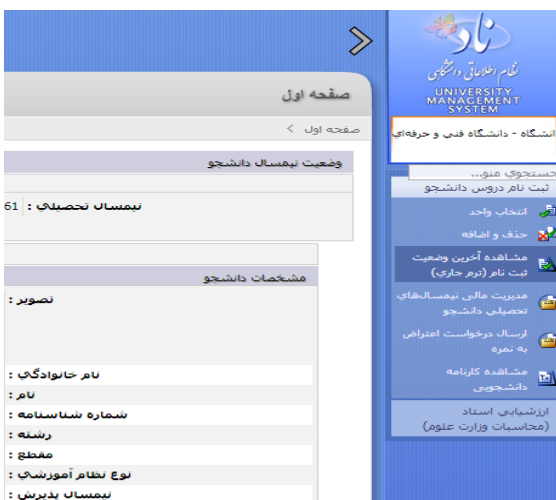 ناد
نظام اطلاعاتی دانشگاهی
UNIVERSITY
MANAGEMENT
SYSTEM
انشگاه - دانشگاه فنی و حرفه‌ای
جستجوی منو...
ثبت نام دروس دانشجو
انتخاب واحد
حذف و اضافه
مشاهده آخرین وضعیت
ثبت نام (ترم جاری)
مدیریت مالی نیمسال‌های
تحصیلی دانشجو
ارسال درخواست اعتراض
به نمره
مشاهده کارنامه
دانشجویی
ارزشیابی استاد
(محاسبات وزارت علوم)
صفحه اول
صفحه اول >
وضعیت نیمسال دانشجو
نیمسال تحصیلی : 61
مشخصات دانشجو
تصویر :
نام خانوادگی :
نام :
شماره شناسنامه :
رشته :
مقطع :
نوع نظام آموزشی :
نیمسال پذیرش :